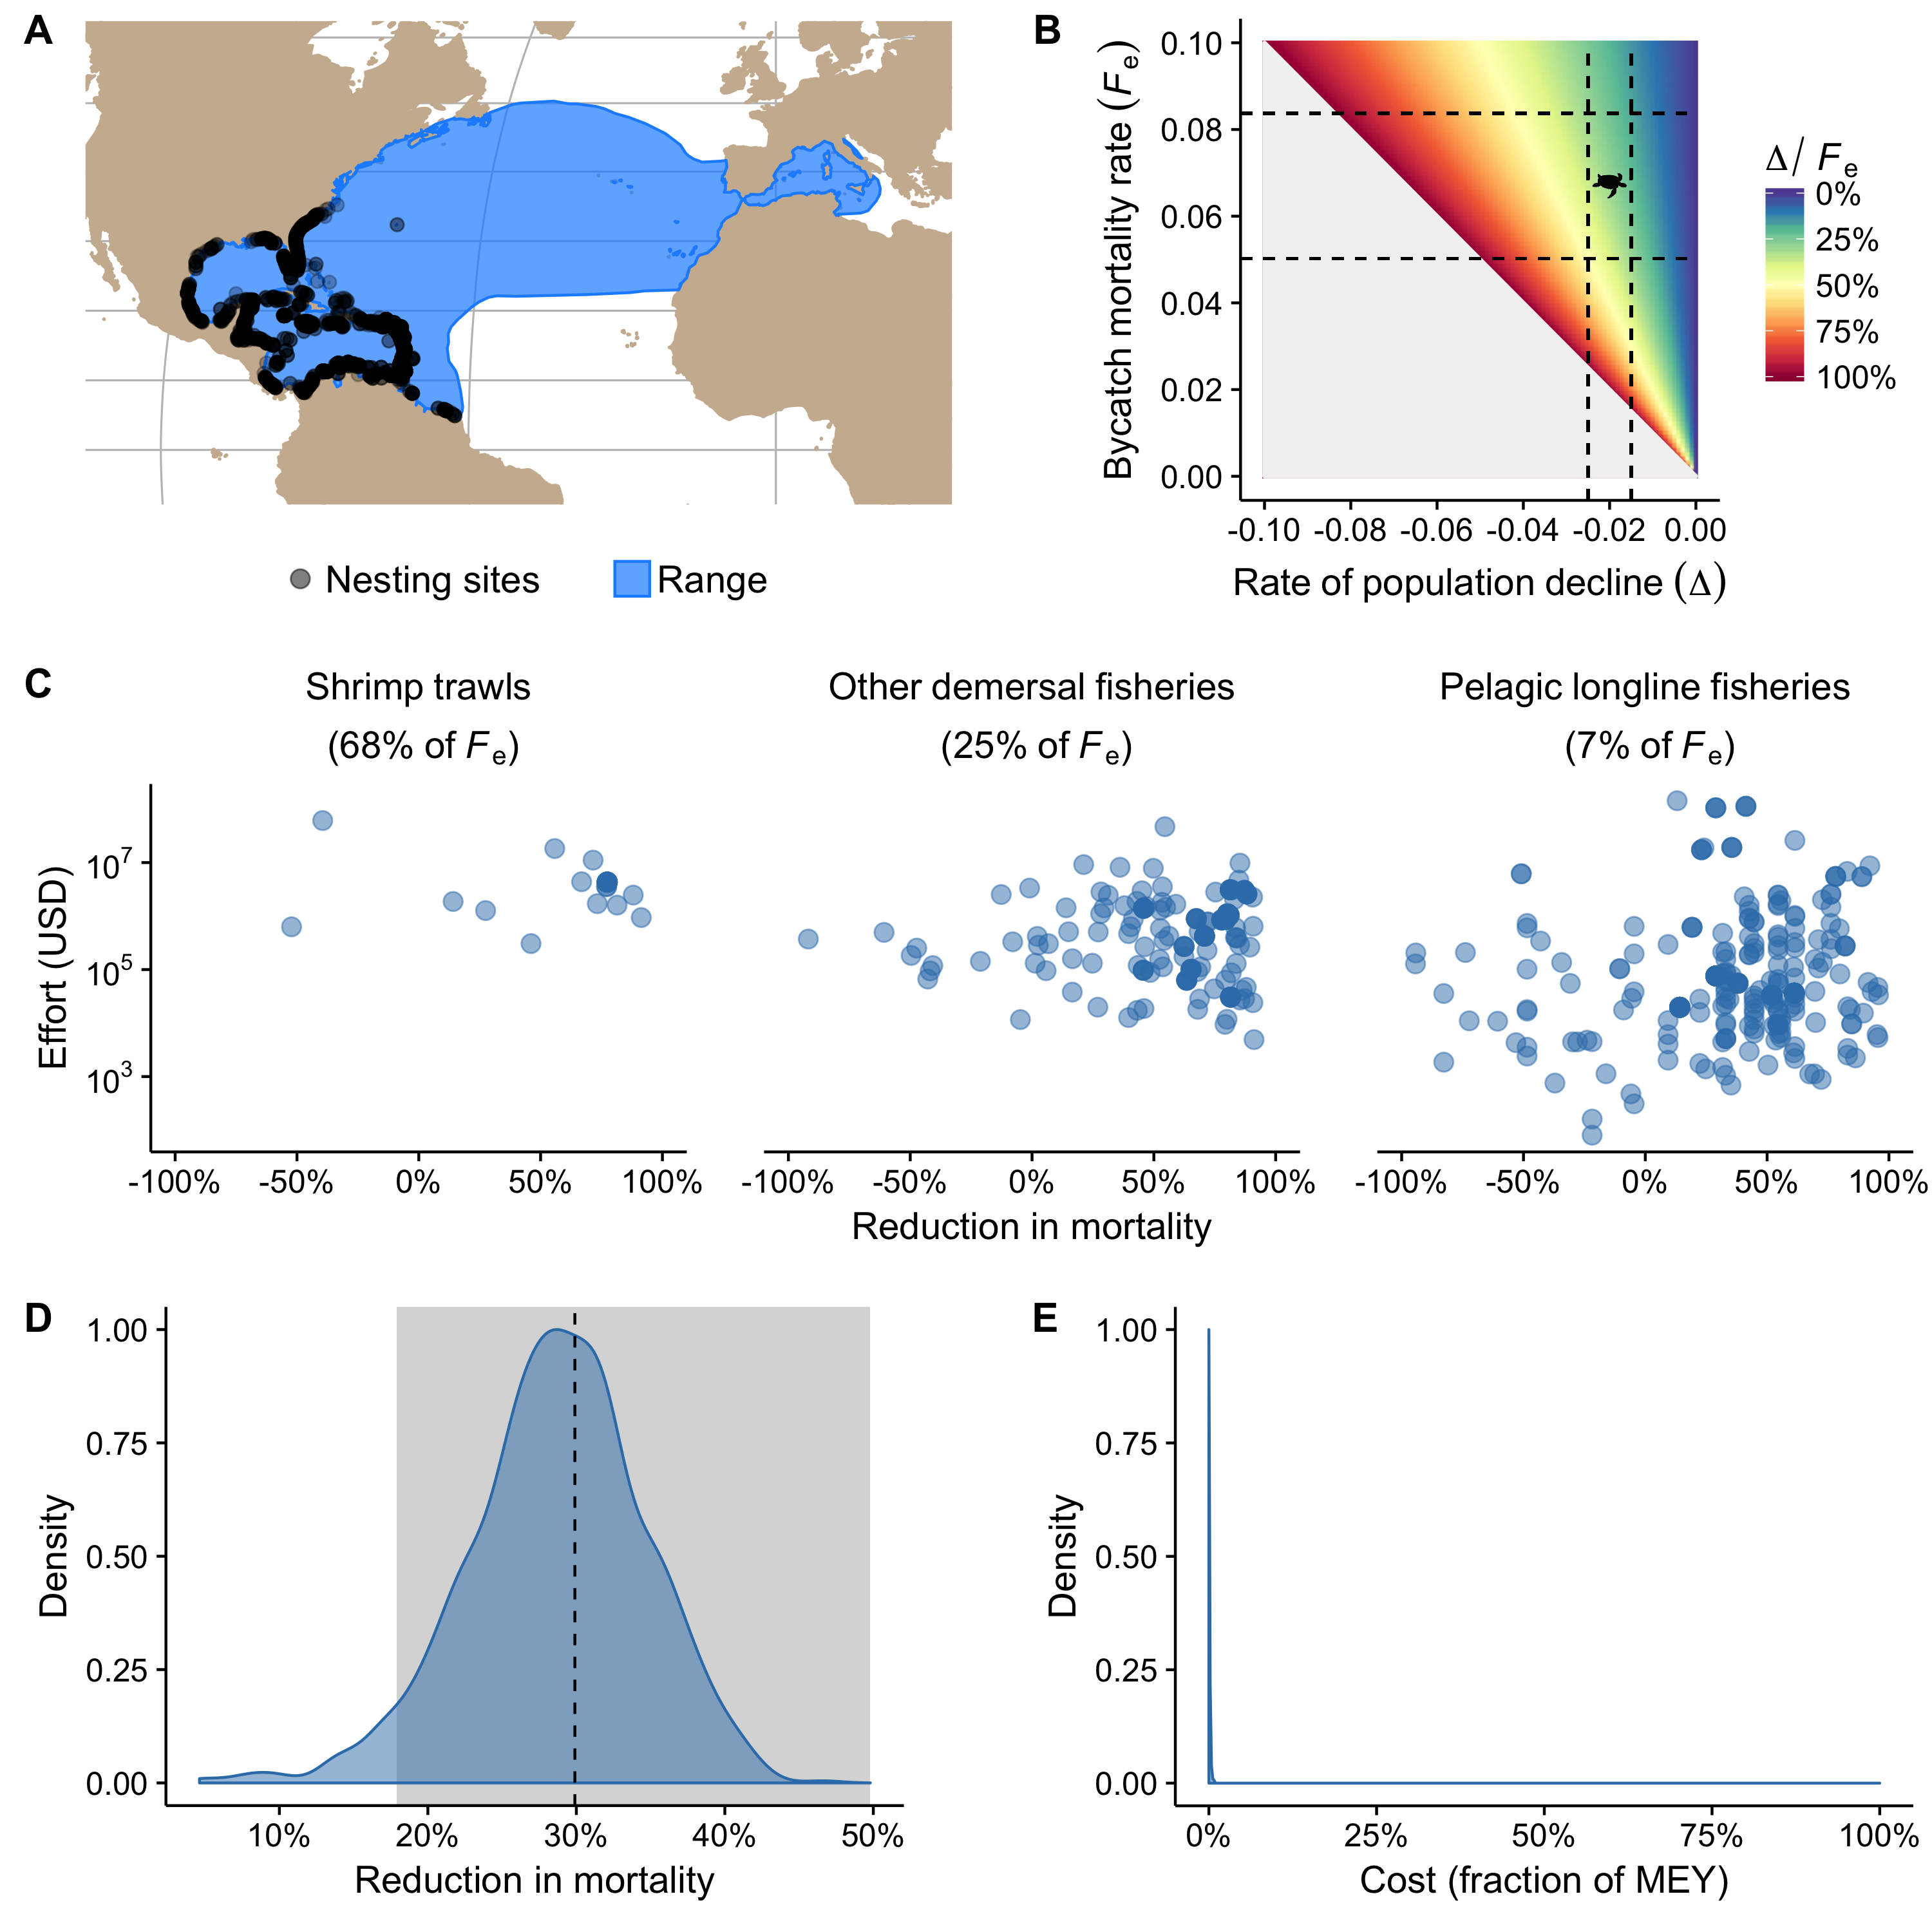 A
Nesting sites
Range
B
Bycatch mortality rate (Fe)
0.10
0.08
0.06
0.04
0.02
0.00
-0.10 -0.08 -0.06 -0.04 -0.02 0.00
Rate of population decline (Δ)
Δ/ Fe
0%
25%
50%
75%
100%
C
Shrimp trawls
(68% of Fe)
Other demersal fisheries
(25% of Fe)
Pelagic longline fisheries
(7% of Fe)
Effort (USD)
10^7
10^5
10^3
-100% -50% 0% 50% 100%
-100% -50% 0% 50% 100%
-100% -50% 0% 50% 100%
Reduction in mortality
D
Density
1.00
0.75
0.50
0.25
0.00
10% 20% 30% 40% 50%
Reduction in mortality
E
Density
1.00
0.75
0.50
0.25
0.00
0% 25% 50% 75% 100%
Cost (fraction of MEY)